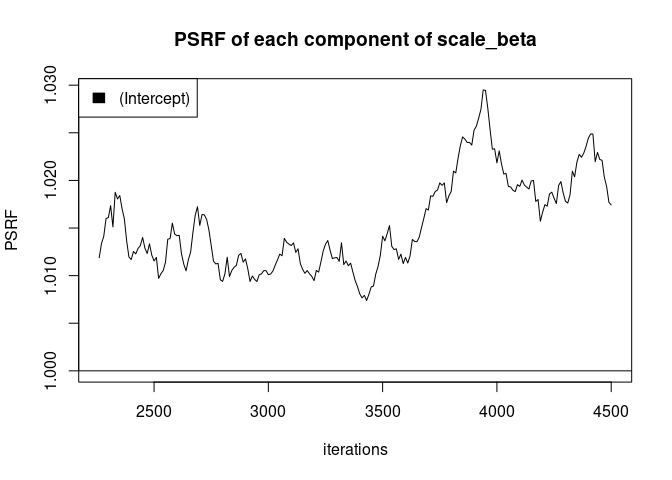 PSRF of each component of scale_beta
(Intercept)
PSRF
1.030
1.020
1.010
1.000
2500 3000 3500 4000 4500
iterations